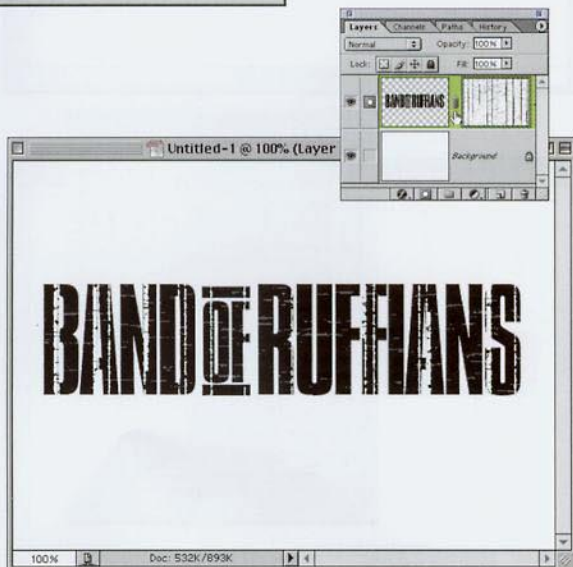 Layers Channels Paths History
Normal Opacity: 100%
Lock: Fill: 100%
BAND OF RUFFIANS
Background
Untitled-1 @ 100% (Layer
BAND OF RUFFIANS
100% Doc: 532K/893K